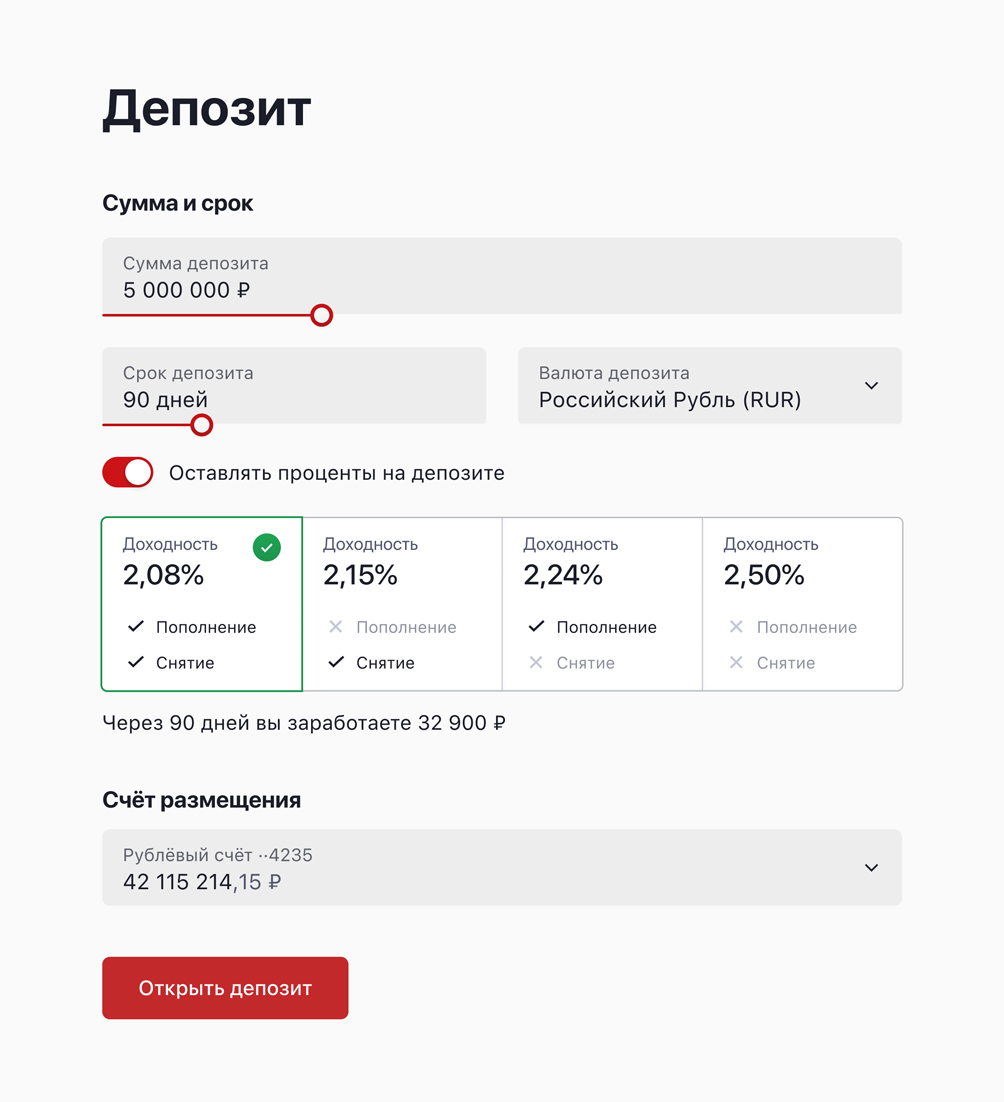 Депозит
Сумма и срок
Сумма депозита
5 000 000 ₽
Срок депозита
90 дней
Валюта депозита
Российский Рубль (RUR)
Оставлять проценты на депозите
Доходность
2,08%
Пополнение
Снятие
Доходность
2,15%
Пополнение
Снятие
Доходность
2,24%
Пополнение
Снятие
Доходность
2,50%
Пополнение
Снятие
Через 90 дней вы заработаете 32 900 ₽
Счёт размещения
Рублёвый счёт ··4235
42 115 214,15 ₽
Открыть депозит